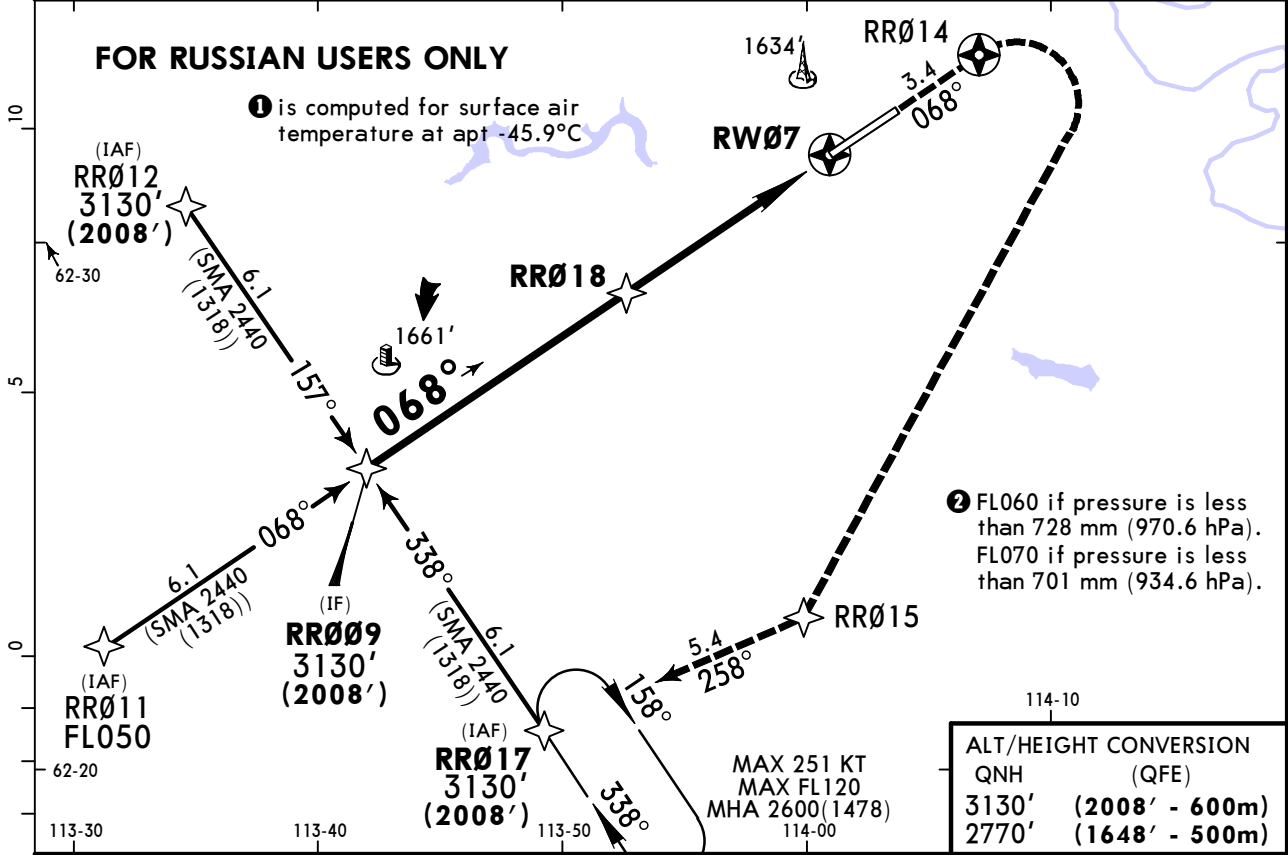 FOR RUSSIAN USERS ONLY
1 is computed for surface air
temperature at apt -45.9°C
1634'
RRØ14
3.4
068°
RWØ7
10
(IAF)
RRØ12
3130'
(2008')
62-30
6.1
(SMA 2440
(1318))
157°
RRØ18
1661'
068°
5
068°
6.1
(SMA 2440
(1318))
338°
6.1
(SMA 2440
(1318))
2 FL060 if pressure is less
than 728 mm (970.6 hPa).
FL070 if pressure is less
than 701 mm (934.6 hPa).
(IF)
RRØØ9
3130'
(2008')
RRØ15
5.4
258°
0
(IAF)
RRØ11
FL050
158°
114-10
(IAF)
RRØ17
3130'
(2008')
338°
MAX 251 KT
MAX FL120
MHA 2600(1478)
62-20
113-30
113-40
113-50
114-00
ALT/HEIGHT CONVERSION
QNH (QFE)
3130' (2008' - 600m)
2770' (1648' - 500m)